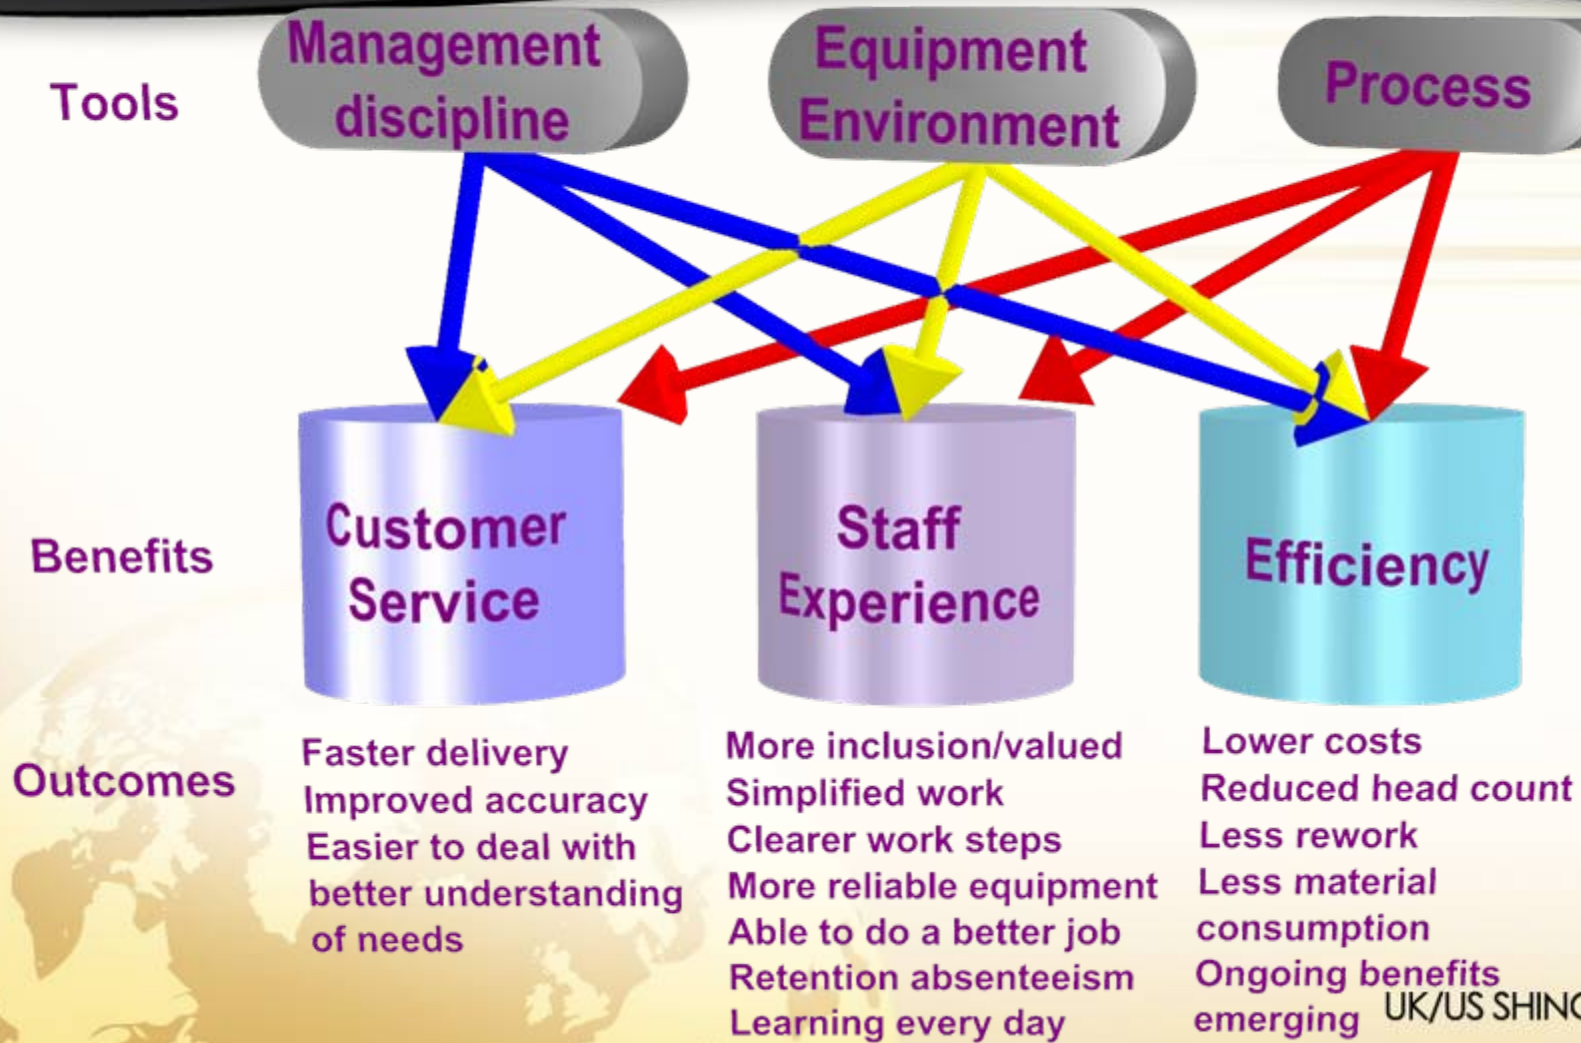 Tools
Management
discipline
Equipment
Environment
Process
Benefits
Customer
Service
Staff
Experience
Efficiency
Outcomes
Faster delivery
Improved accuracy
Easier to deal with
better understanding
of needs
More inclusion/valued
Simplified work
Clearer work steps
More reliable equipment
Able to do a better job
Retention absenteeism
Learning every day
Lower costs
Reduced head count
Less rework
Less material
consumption
Ongoing benefits
emerging
UK/US